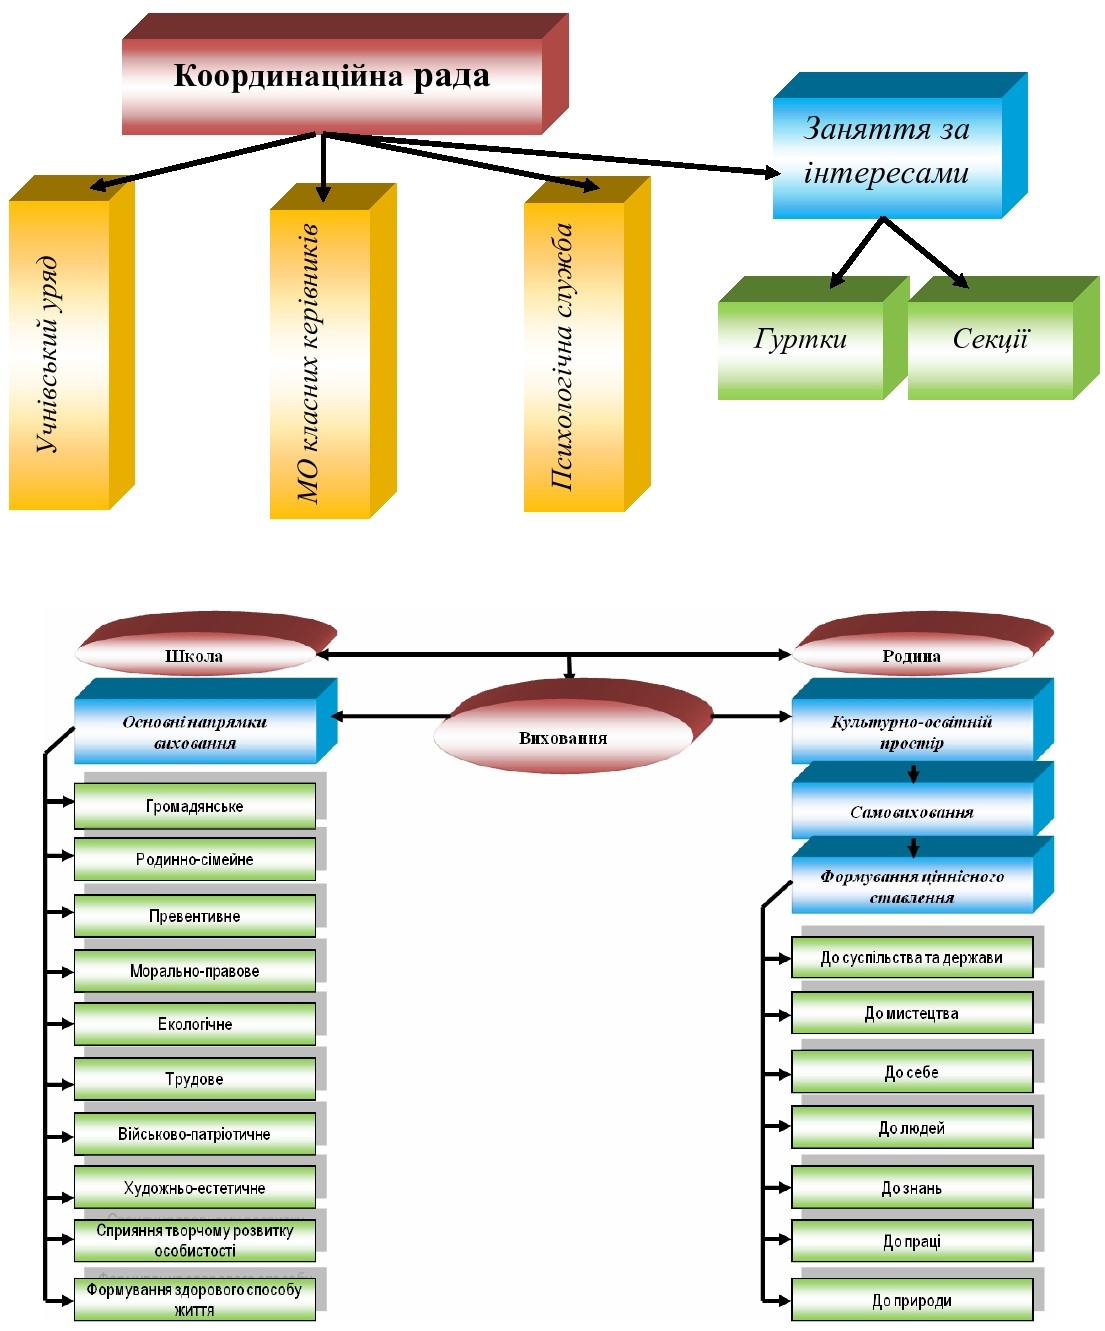 Координаційна рада
Заняття за
інтересами
Учнівський уряд
МО класних керівників
Психологічна служба
Гуртки
Секції
Школа
Родина
Виховання
Основні напрямки
виховання
Громадянське
Родинно-сімейне
Превентивне
Морально-правове
Екологічне
Трудове
Військово-патріотичне
Художньо-естетичне
Сприяння творчому розвитку
особистості
Формування здорового способу
життя
Культурно-освітній
простір
Самовиховання
Формування ціннісного
ставлення
До суспільства та держави
До мистецтва
До себе
До людей
До знань
До праці
До природи